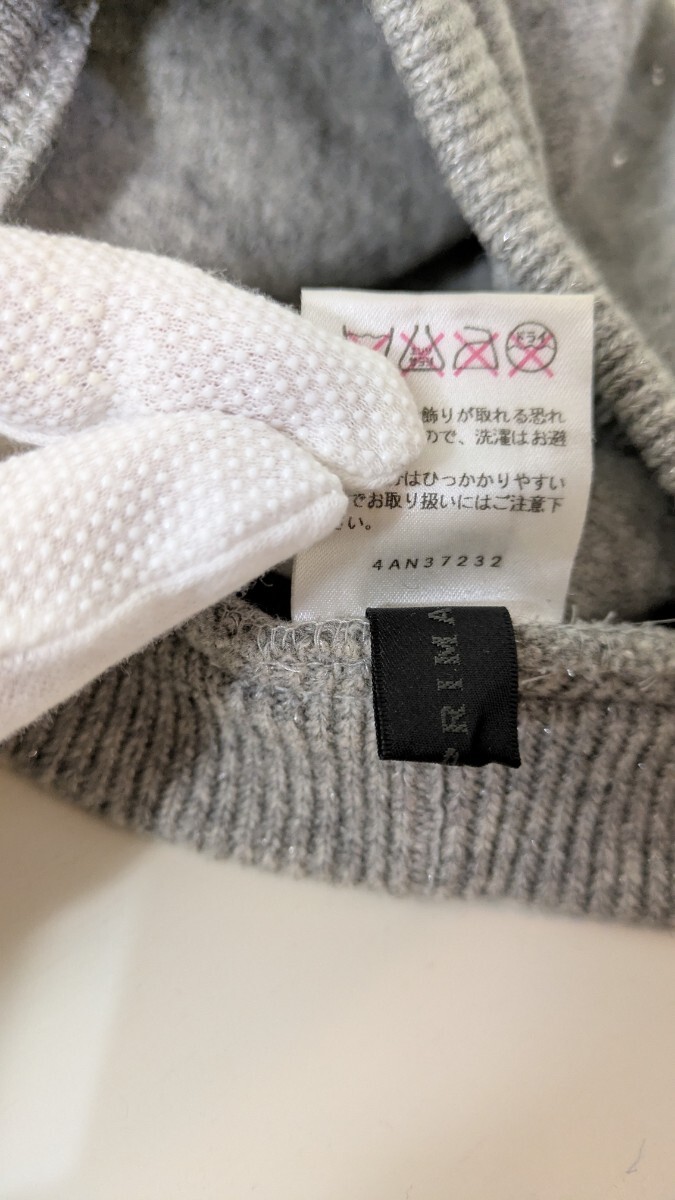 ドライ
飾りが取れる恐れ
ので、洗濯はお避
はひっかかりやすい
でお取り扱いにはご注意下
い。
4AN37232
RIMA